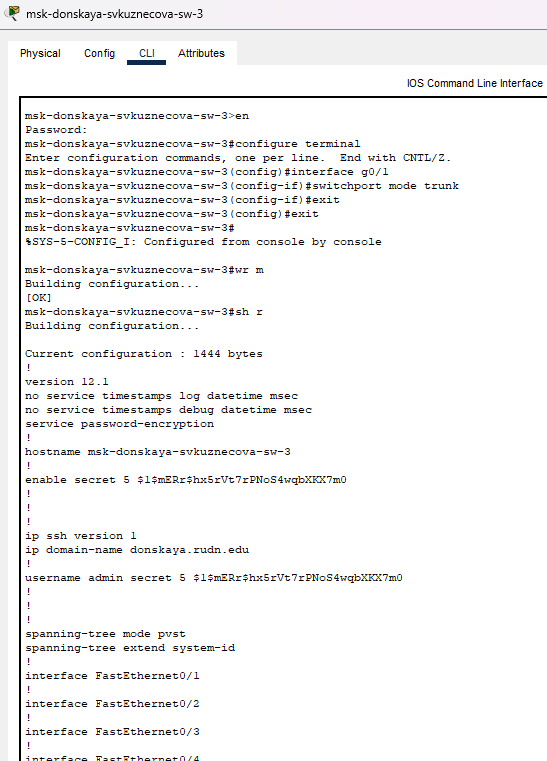 msk-donskaya-svkuznecova-sw-3
Physical Config CLI Attributes
IOS Command Line Interface
msk-donskaya-svkuznecova-sw-3>en
Password:
msk-donskaya-svkuznecova-sw-3#configure terminal
Enter configuration commands, one per line.  End with CNTL/Z.
msk-donskaya-svkuznecova-sw-3(config)#interface g0/1
msk-donskaya-svkuznecova-sw-3(config-if)#switchport mode trunk
msk-donskaya-svkuznecova-sw-3(config-if)#exit
msk-donskaya-svkuznecova-sw-3(config)#exit
msk-donskaya-svkuznecova-sw-3#
%SYS-5-CONFIG_I: Configured from console by console
msk-donskaya-svkuznecova-sw-3#wr m
Building configuration...
[OK]
msk-donskaya-svkuznecova-sw-3#sh r
Building configuration...
Current configuration : 1444 bytes
!
version 12.1
no service timestamps log datetime msec
no service timestamps debug datetime msec
service password-encryption
!
hostname msk-donskaya-svkuznecova-sw-3
!
enable secret 5 $1$mERr$hx5rVt7rPNoS4wqbXKX7m0
!
!
!
ip ssh version 1
ip domain-name donskaya.rudn.edu
!
username admin secret 5 $1$mERr$hx5rVt7rPNoS4wqbXKX7m0
!
!
!
spanning-tree mode pvst
spanning-tree extend system-id
!
interface FastEthernet0/1
!
interface FastEthernet0/2
!
interface FastEthernet0/3
!
interface FastEthernet0/4